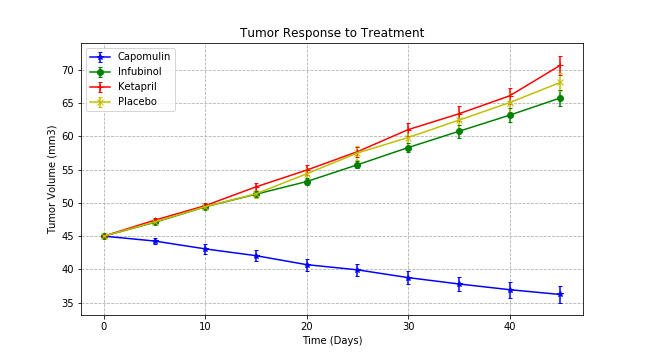 Tumor Response to Treatment
Capomulin
Infubinol
Ketapril
Placebo
Tumor Volume (mm3)
70
65
60
55
50
45
40
35
0 10 20 30 40
Time (Days)